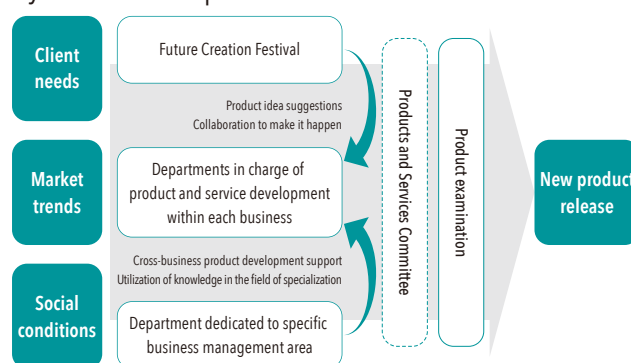 Client
needs
Future Creation Festival
Product idea suggestions
Collaboration to make it happen
Market
trends
Departments in charge of
product and service development
within each business
Cross-business product development support
Utilization of knowledge in the field of specialization
Social
conditions
Department dedicated to specific
business management area
Products and Services Committee
Product examination
New product
release